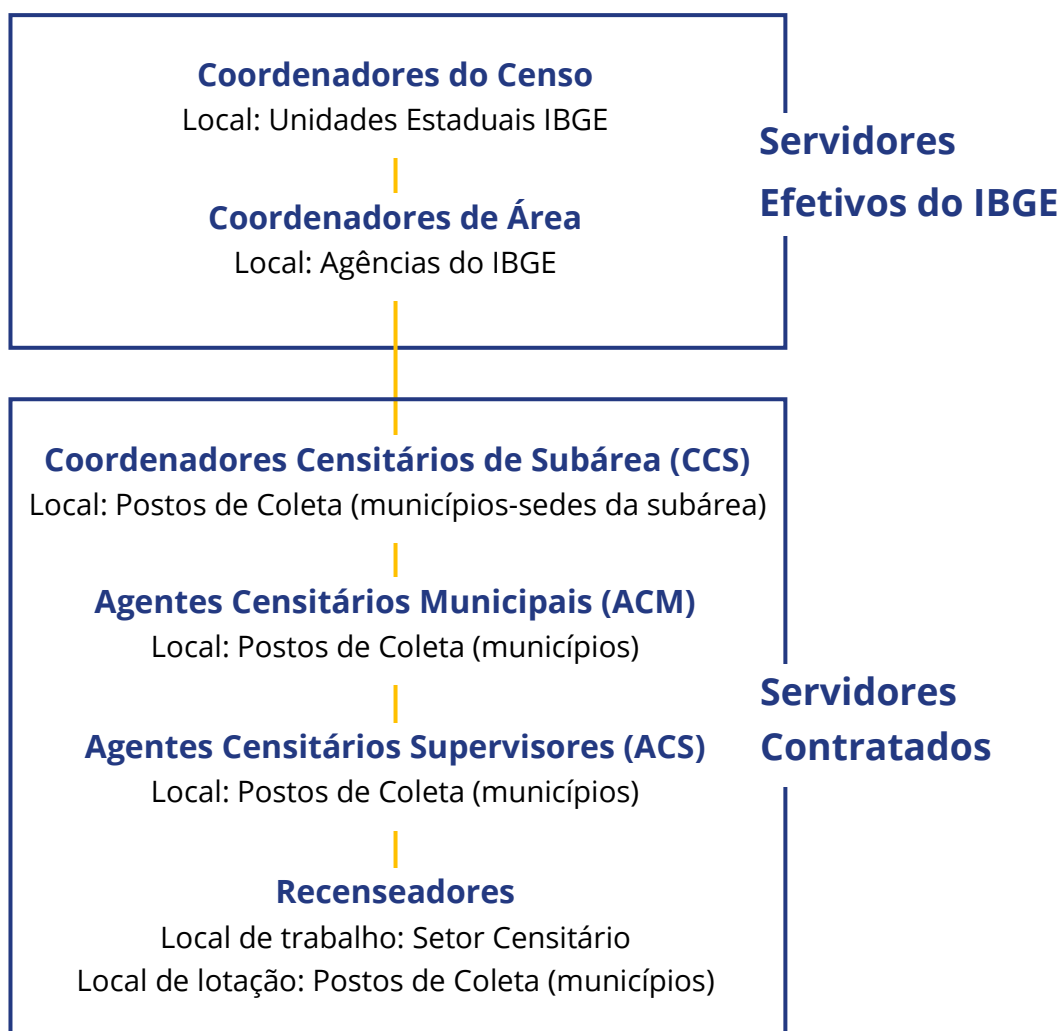 Coordenadores do Censo
Local: Unidades Estaduais IBGE
Coordenadores de Área
Local: Agências do IBGE
Servidores
Efetivos do IBGE
Coordenadores Censitários de Subárea (CCS)
Local: Postos de Coleta (municípios-sedes da subárea)
Agentes Censitários Municipais (ACM)
Local: Postos de Coleta (municípios)
Agentes Censitários Supervisores (ACS)
Local: Postos de Coleta (municípios)
Recenseadores
Local de trabalho: Setor Censitário
Local de lotação: Postos de Coleta (municípios)
Servidores
Contratados